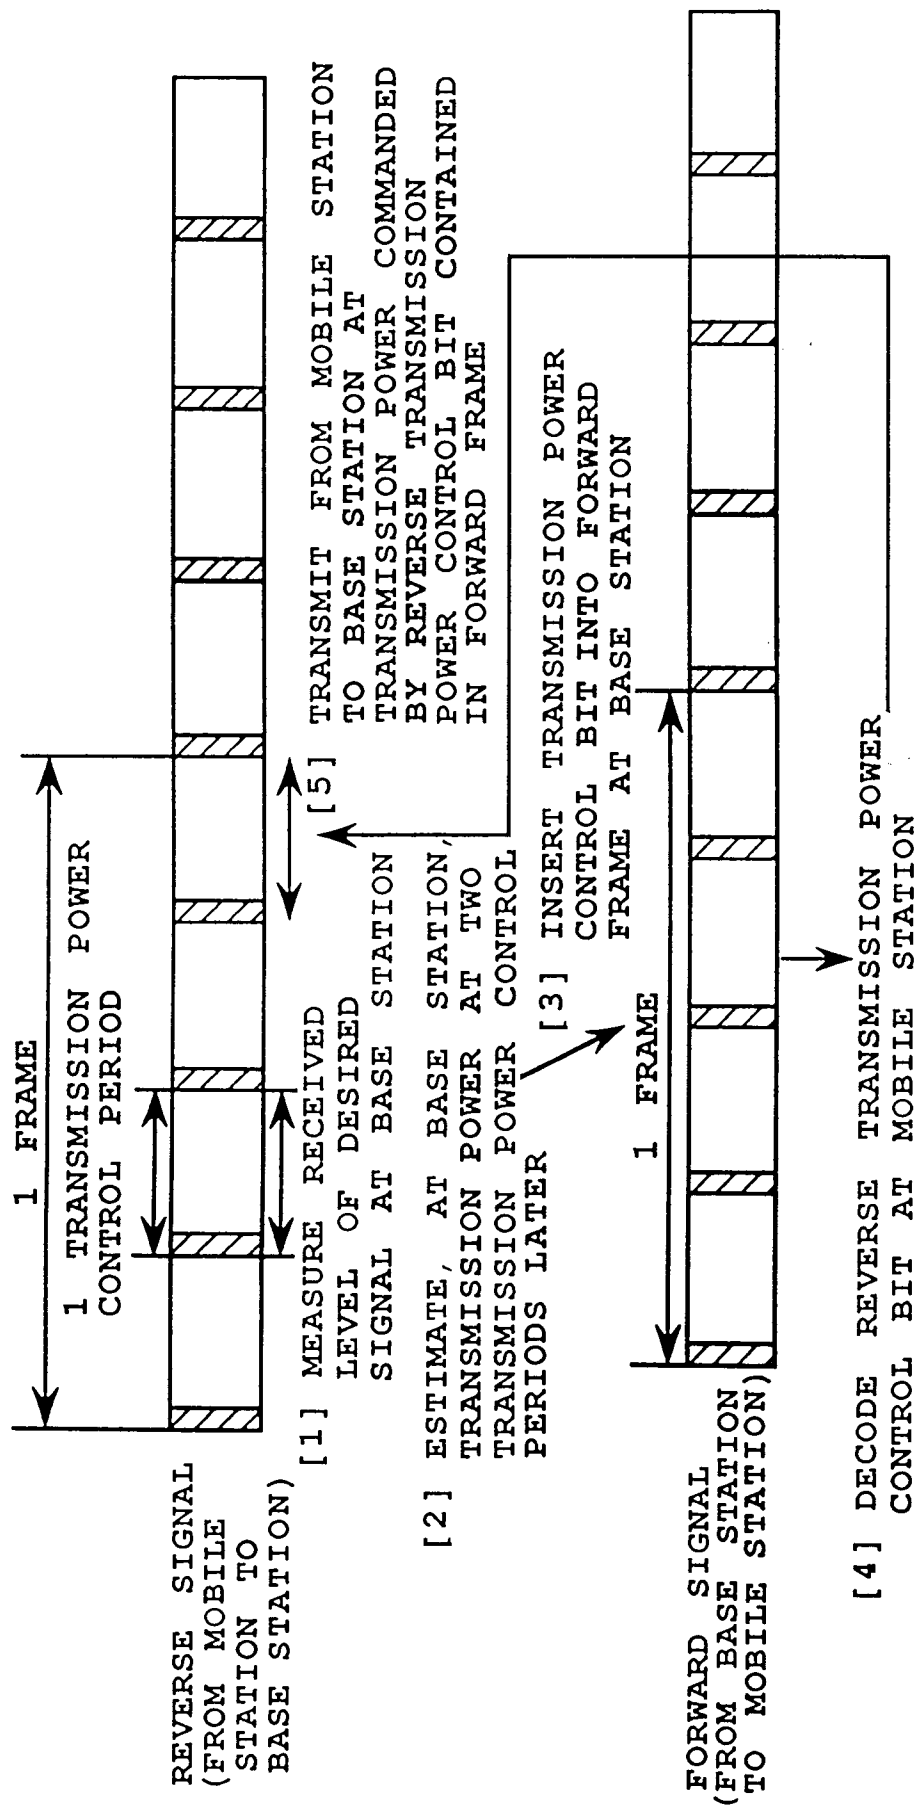 1 FRAME
1 TRANSMISSION POWER
CONTROL PERIOD
REVERSE SIGNAL
(FROM MOBILE
STATION TO
BASE STATION)
[1] MEASURE RECEIVED
LEVEL OF DESIRED
SIGNAL AT BASE STATION
[2] ESTIMATE, AT BASE STATION,
TRANSMISSION POWER AT TWO
TRANSMISSION POWER CONTROL
PERIODS LATER
[5] TRANSMIT FROM MOBILE STATION
TO BASE STATION AT
TRANSMISSION POWER COMMANDED
BY REVERSE TRANSMISSION
POWER CONTROL BIT CONTAINED
IN FORWARD FRAME
[3] INSERT TRANSMISSION POWER
CONTROL BIT INTO FORWARD
FRAME AT BASE STATION
1 FRAME
FORWARD SIGNAL
(FROM BASE STATION
TO MOBILE STATION)
[4] DECODE REVERSE TRANSMISSION POWER
CONTROL BIT AT MOBILE STATION